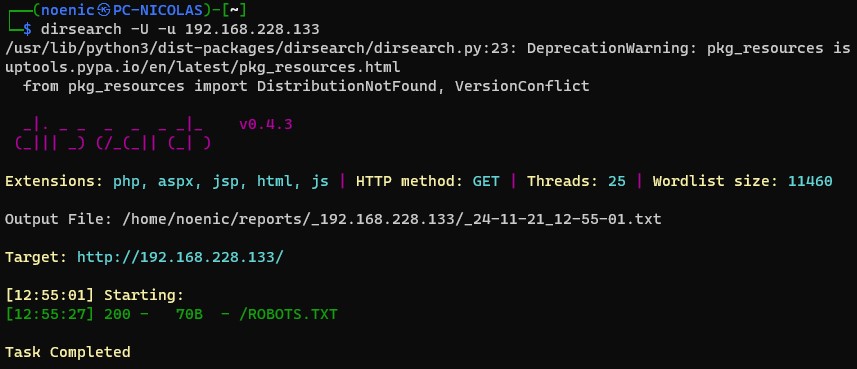 ┌──(noenic㉿PC-NICOLAS)-[~]
└─$ dirsearch -U -u 192.168.228.133
/usr/lib/python3/dist-packages/dirsearch/dirsearch.py:23: DeprecationWarning: pkg_resources is
uptools.pypa.io/en/latest/pkg_resources.html
  from pkg_resources import DistributionNotFound, VersionConflict
  _|. _ _  _  _  _ _|_    v0.4.3
 (_||| _) (/_(_|| (_| )
Extensions: php, aspx, jsp, html, js | HTTP method: GET | Threads: 25 | Wordlist size: 11460
Output File: /home/noenic/reports/_192.168.228.133/_24-11-21_12-55-01.txt
Target: http://192.168.228.133/
[12:55:01] Starting:
[12:55:27] 200 -   70B  - /ROBOTS.TXT
Task Completed